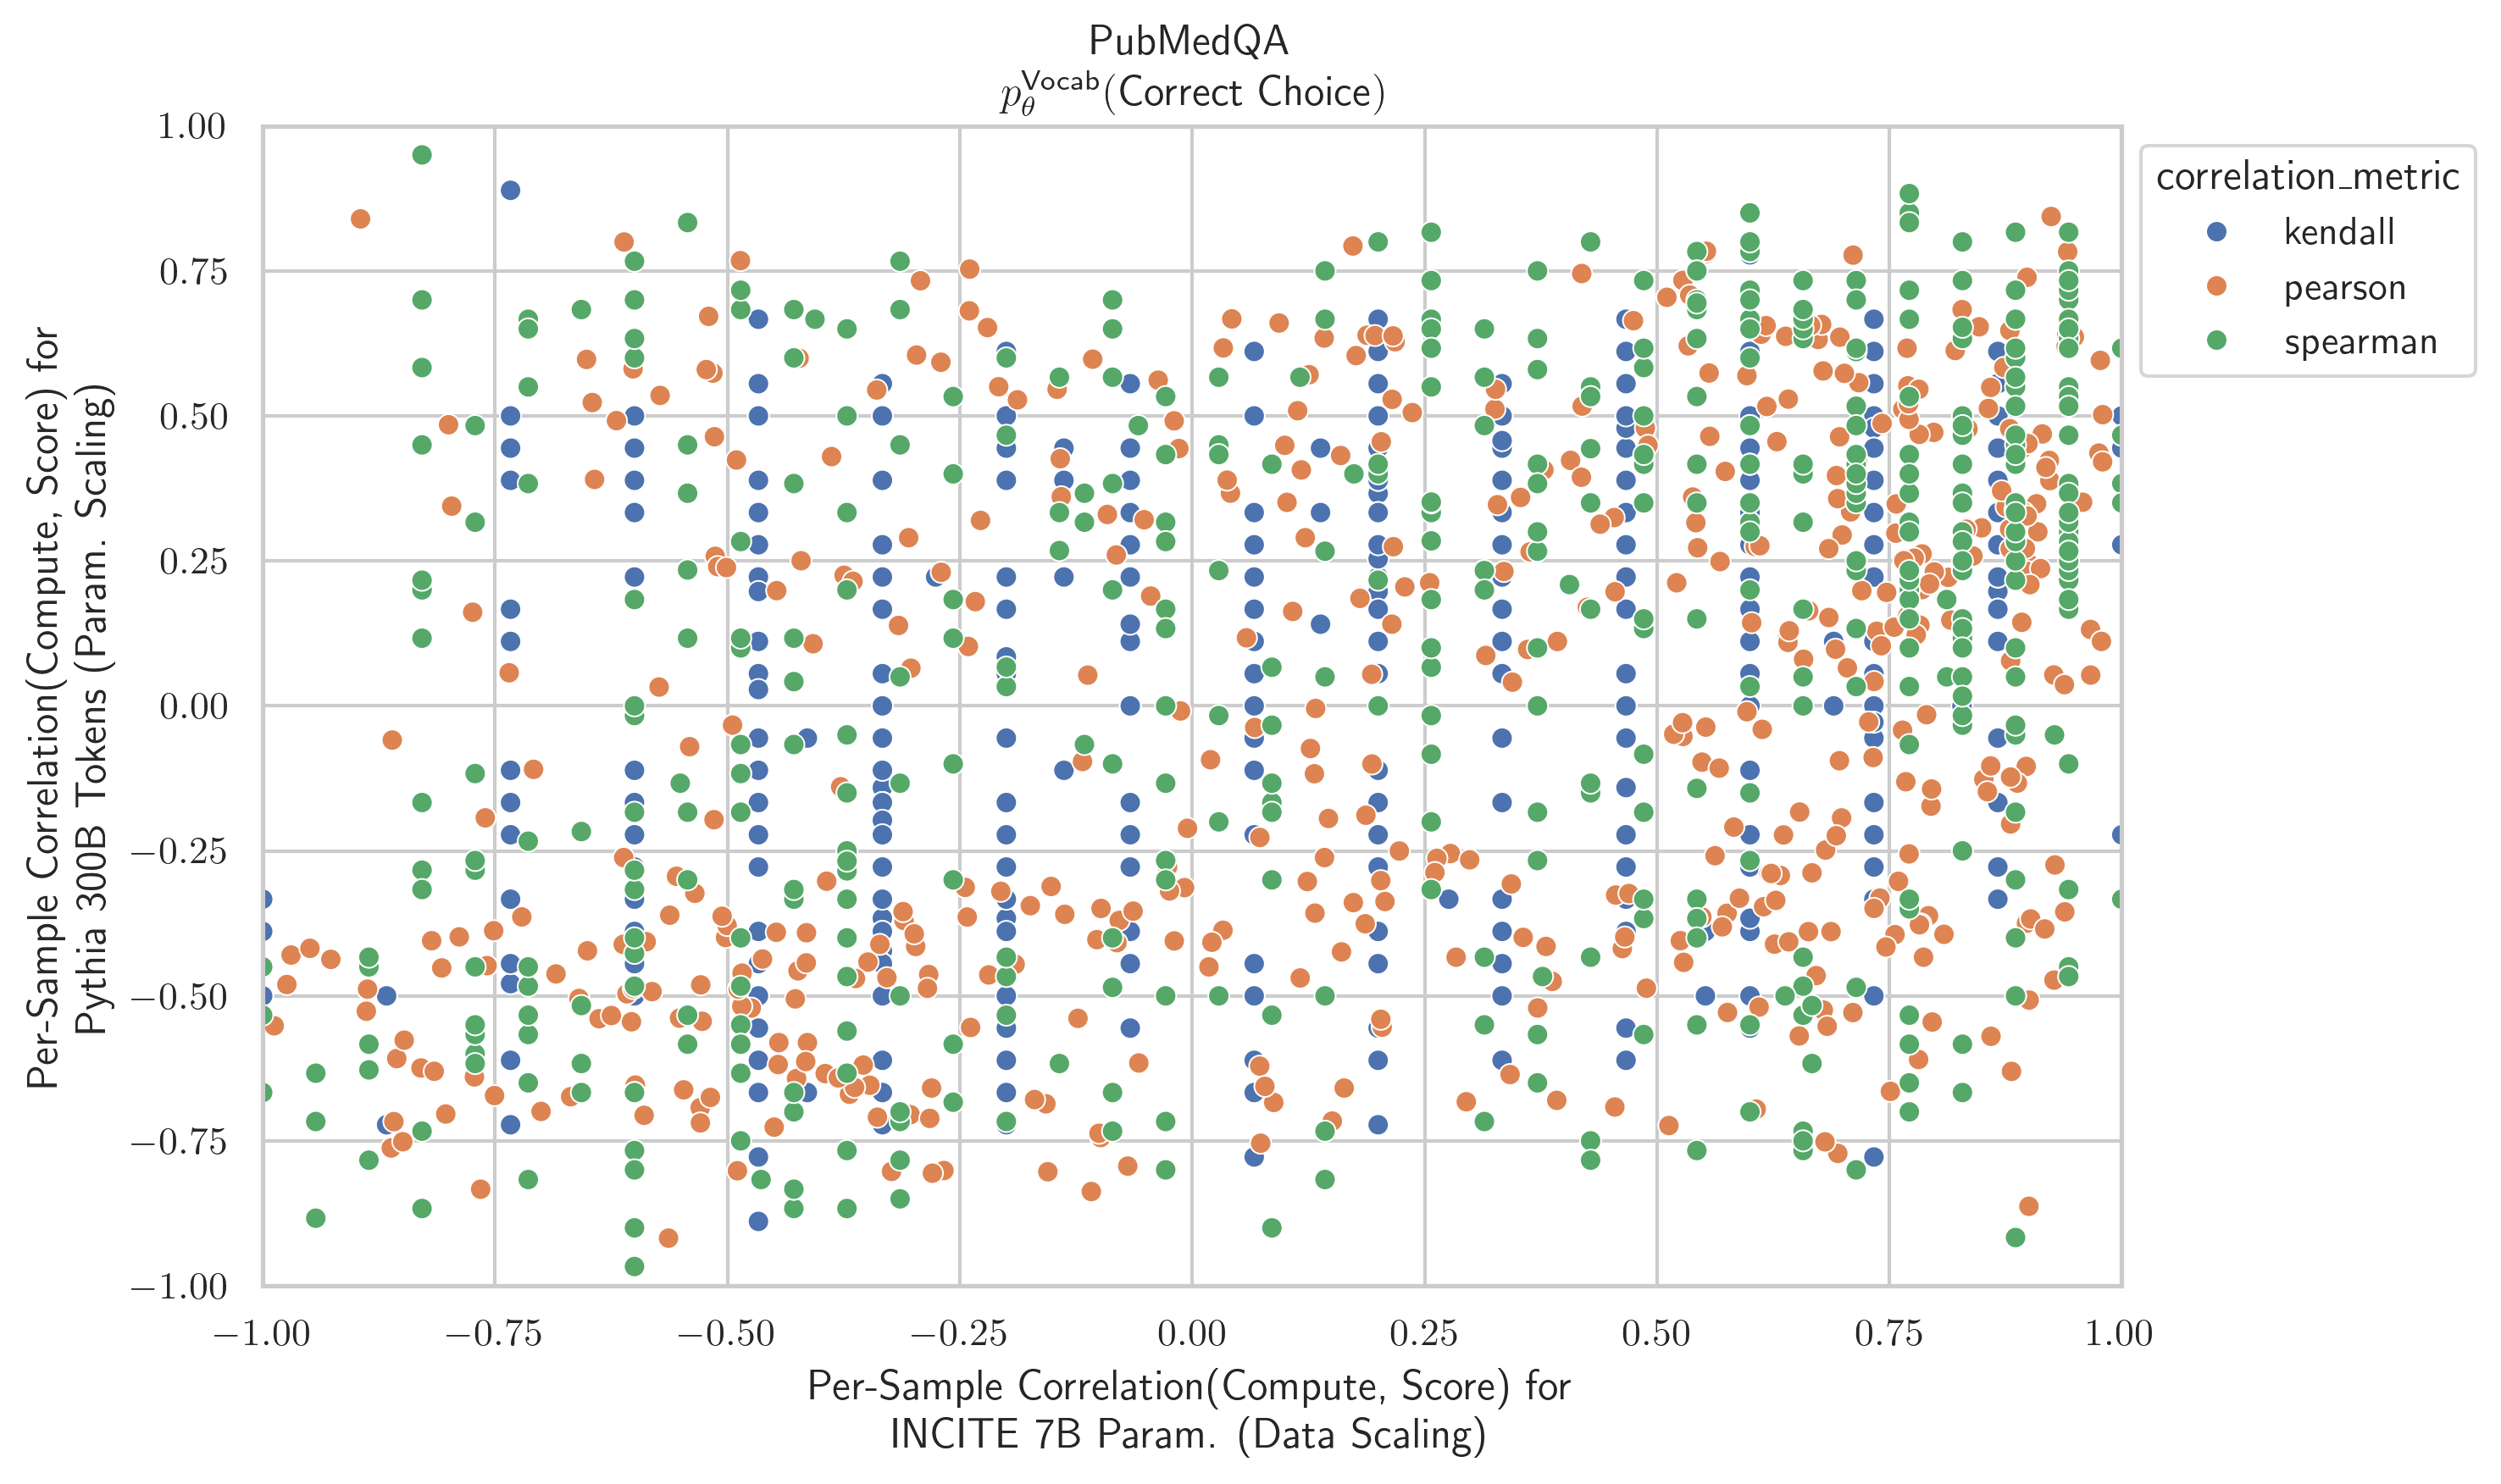 PubMedQA
p_θ^Vocab(Correct Choice)
Per-Sample Correlation(Compute, Score) for
Pythia 300B Tokens (Param. Scaling)
1.00
0.75
0.50
0.25
0.00
−0.25
−0.50
−0.75
−1.00
−1.00 −0.75 −0.50 −0.25 0.00 0.25 0.50 0.75 1.00
Per-Sample Correlation(Compute, Score) for
INCITE 7B Param. (Data Scaling)
correlation_metric
kendall
pearson
spearman